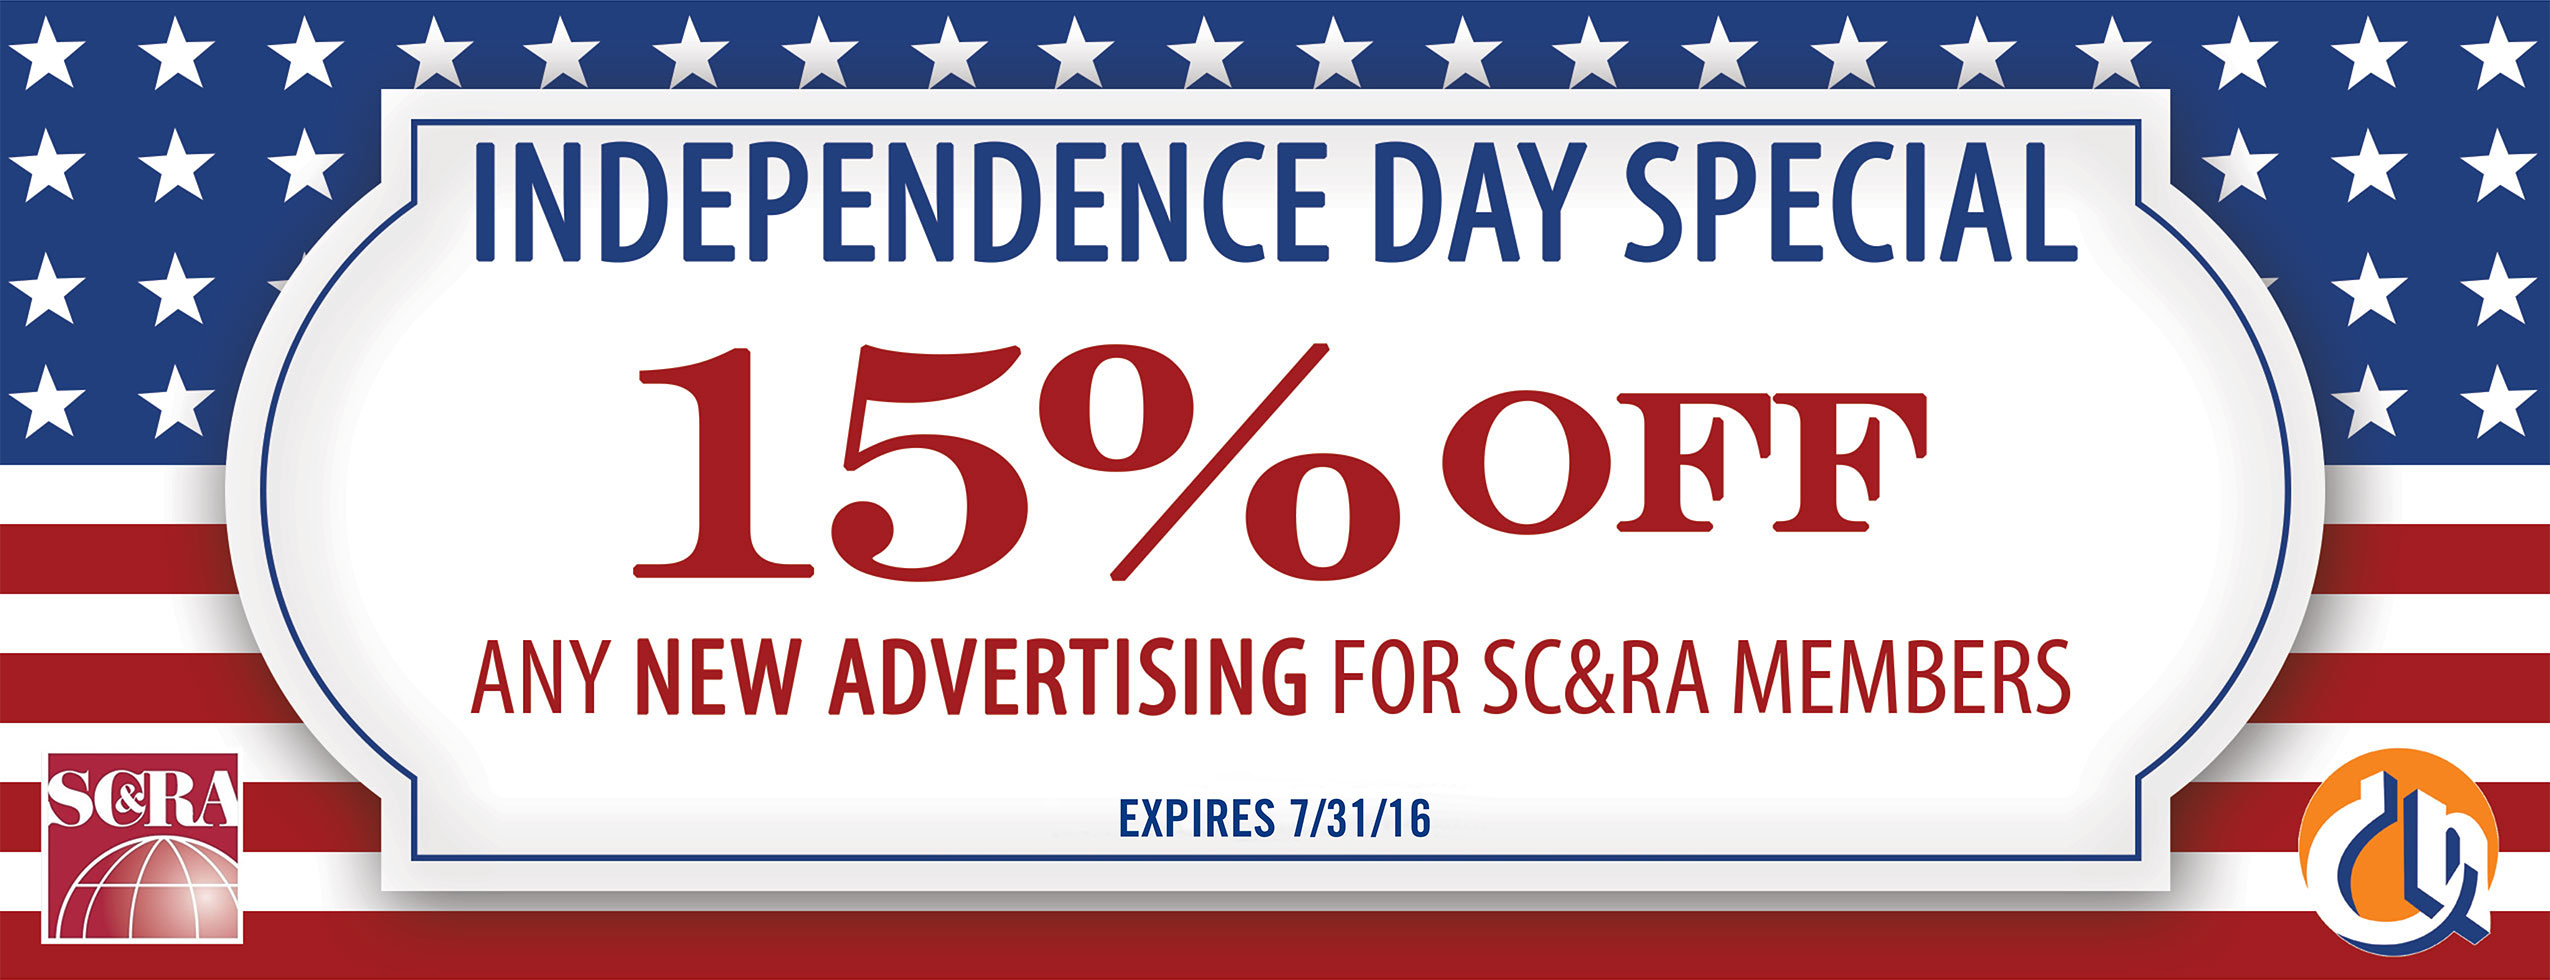 INDEPENDENCE DAY SPECIAL
15% OFF
ANY NEW ADVERTISING FOR SC&RA MEMBERS
EXPIRES 7/31/16
SC&RA